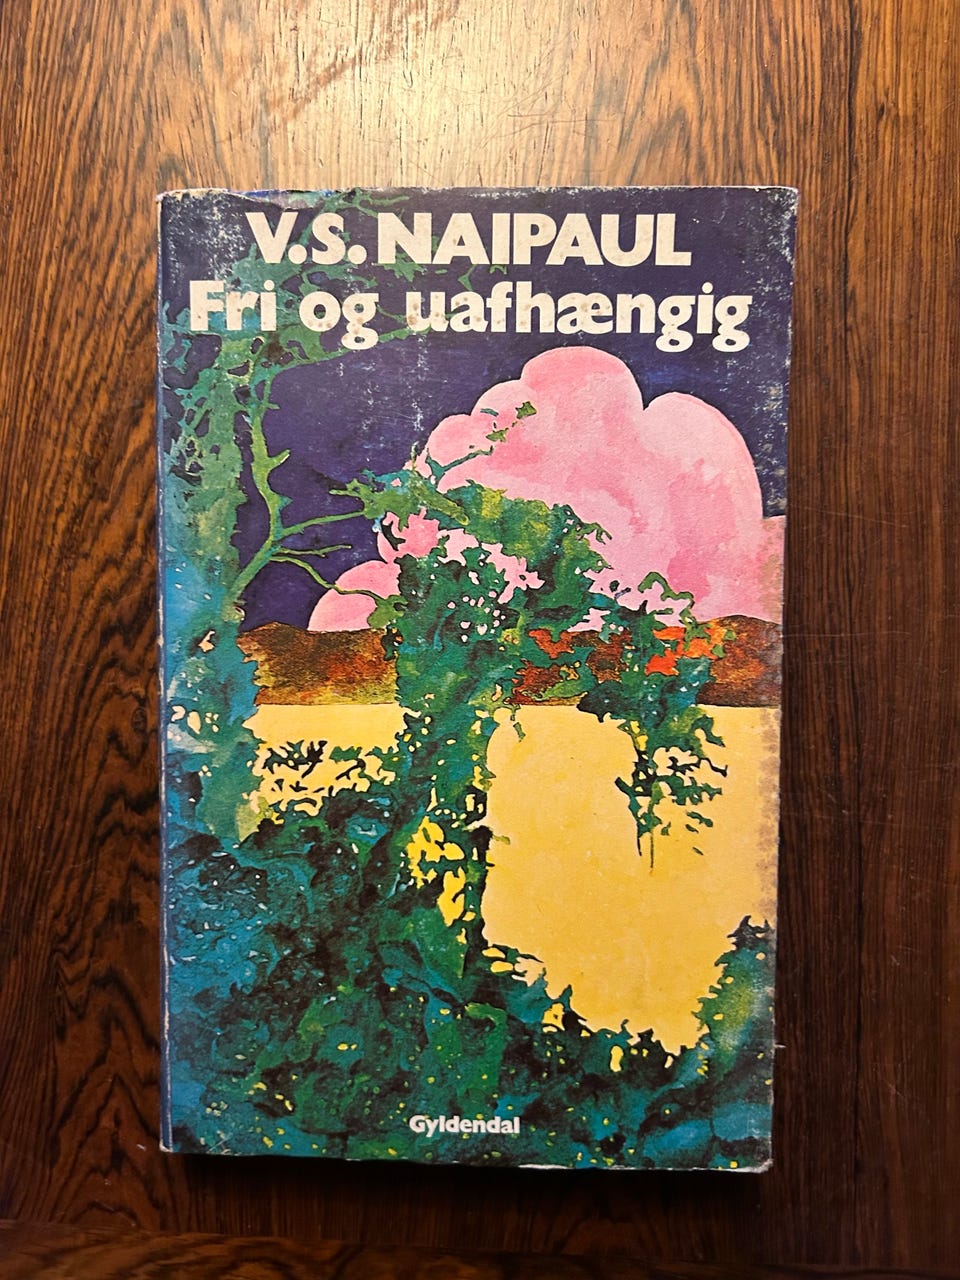 V.S. NAIPAUL
Fri og uafhængig
Gyldendal